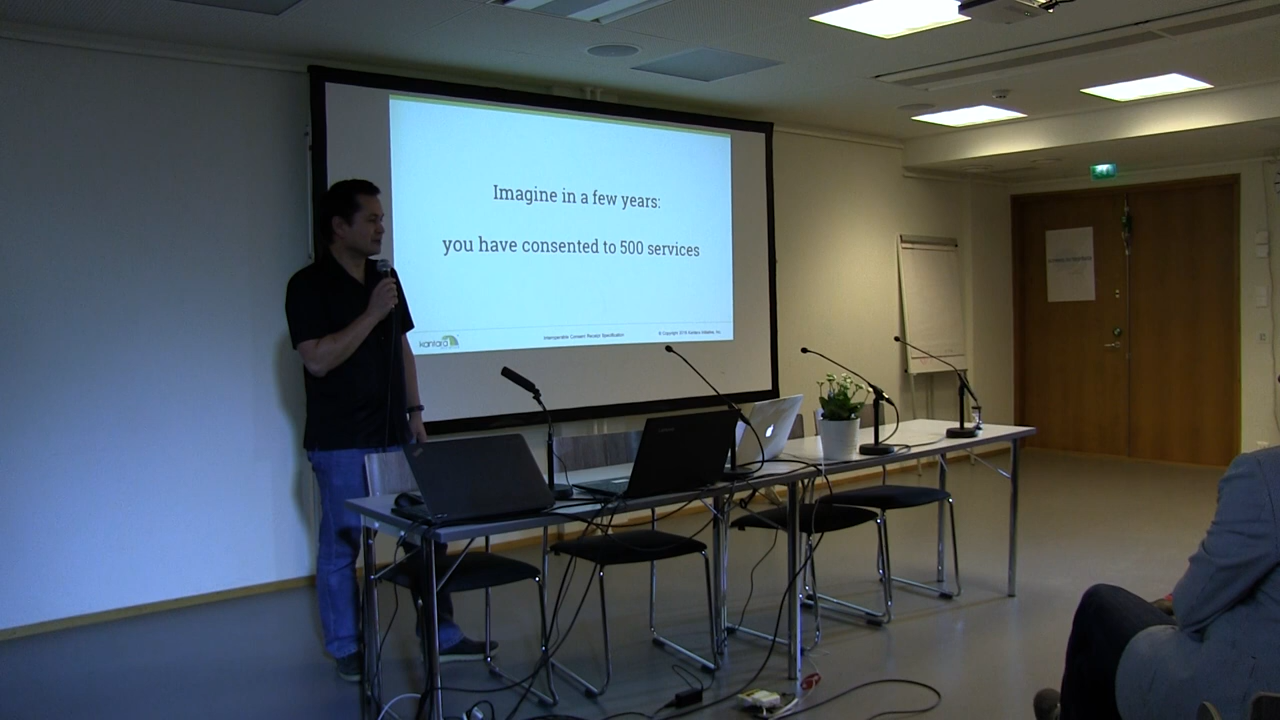 Imagine in a few years:
you have consented to 500 services
kantara
Interoperable Consent Receipt Specification